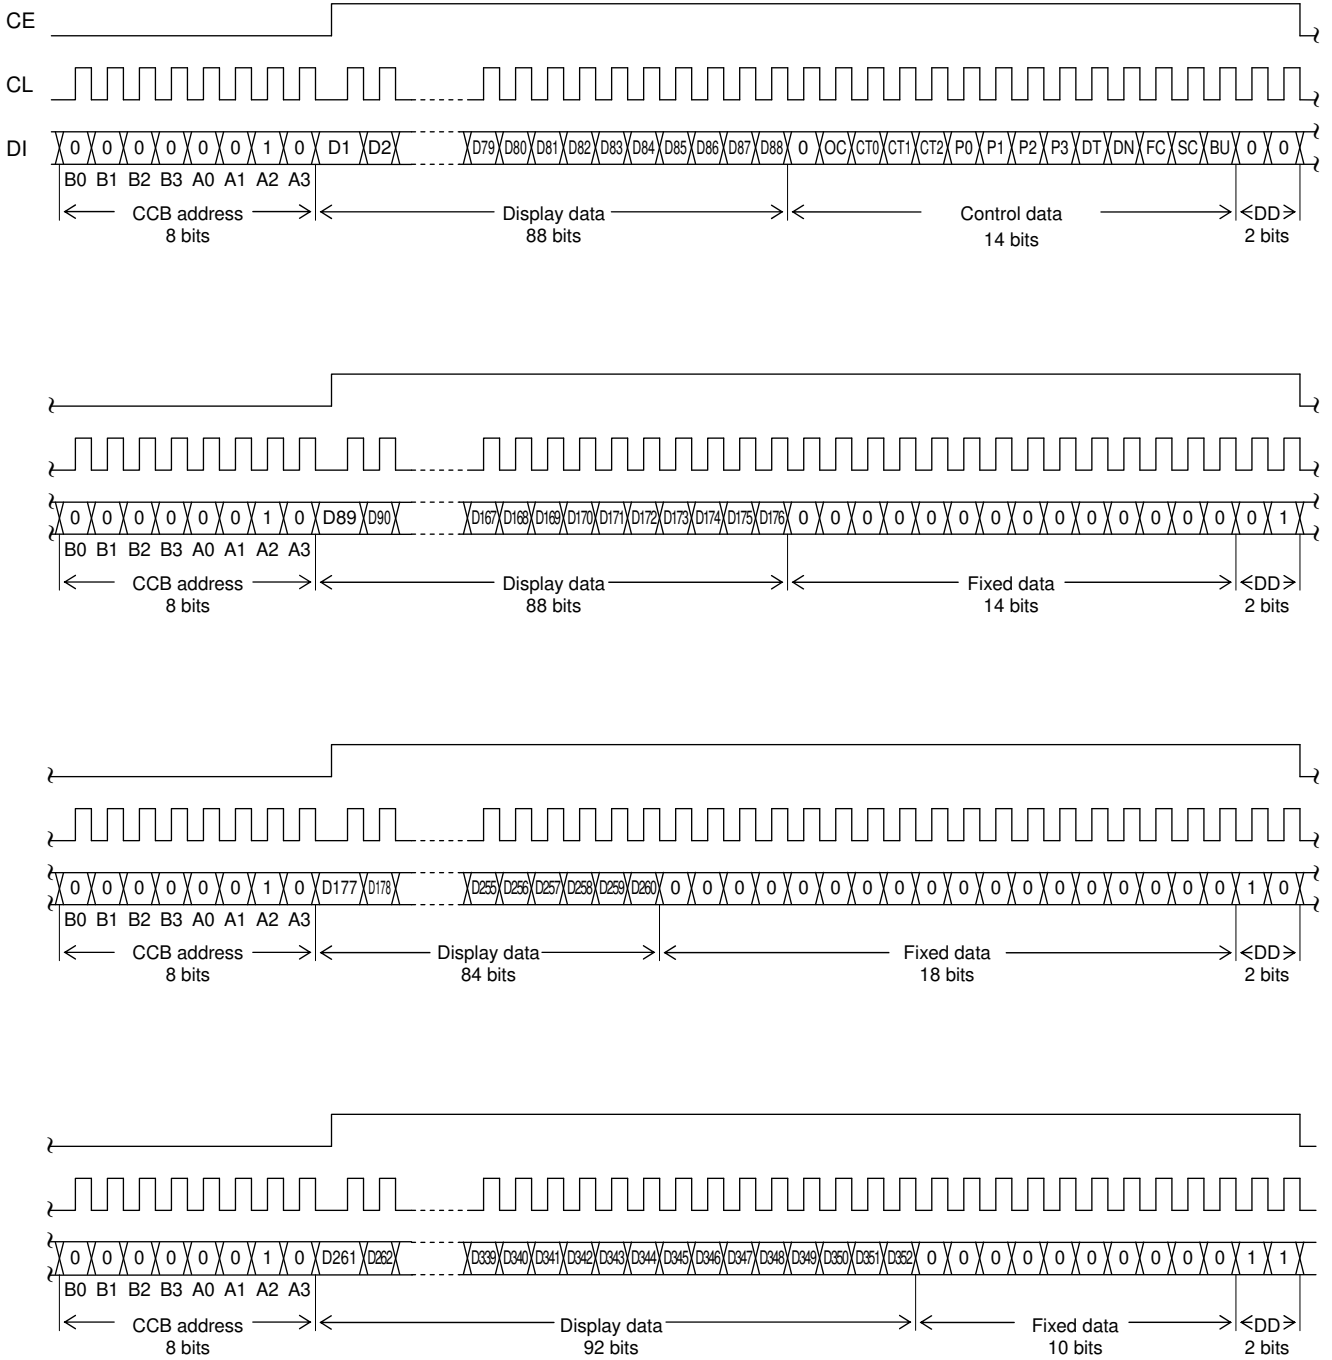 CE
CL
DI 0 0 0 0 0 0 1 0 D1 D2 D79 D80 D81 D82 D83 D84 D85 D86 D87 D88 0 OC CT0 CT1 CT2 P0 P1 P2 P3 DT DN FC SC BU 0 0
B0 B1 B2 B3 A0 A1 A2 A3
CCB address Display data Control data DD
8 bits 88 bits 14 bits 2 bits
0 0 0 0 0 0 1 0 D89 D90 D167 D168 D169 D170 D171 D172 D173 D174 D175 D176 0 0 0 0 0 0 0 0 0 0 0 0 0 0 0 1
B0 B1 B2 B3 A0 A1 A2 A3
CCB address Display data Fixed data DD
8 bits 88 bits 14 bits 2 bits
0 0 0 0 0 0 1 0 D177 D178 D255 D256 D257 D258 D259 D260 0 0 0 0 0 0 0 0 0 0 0 0 0 0 0 0 0 0 1 0
B0 B1 B2 B3 A0 A1 A2 A3
CCB address Display data Fixed data DD
8 bits 84 bits 18 bits 2 bits
0 0 0 0 0 0 1 0 D261 D262 D339 D340 D341 D342 D343 D344 D345 D346 D347 D348 D349 D350 D351 D352 0 0 0 0 0 0 0 0 0 0 1 1
B0 B1 B2 B3 A0 A1 A2 A3
CCB address Display data Fixed data DD
8 bits 92 bits 10 bits 2 bits